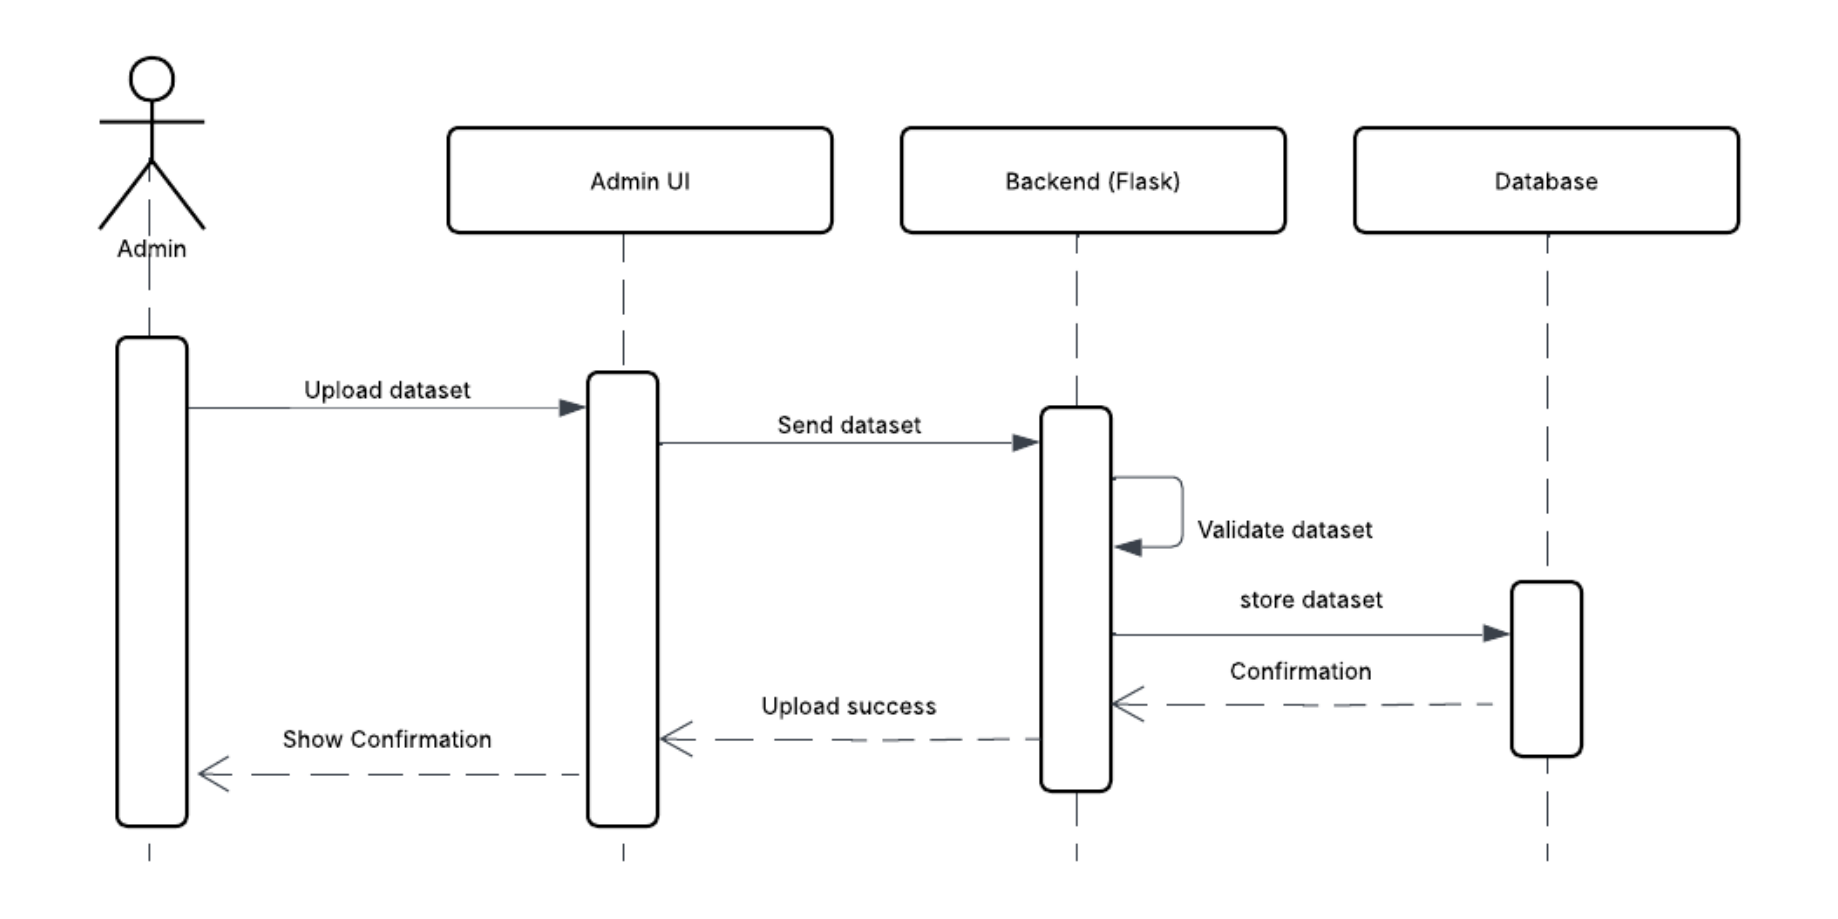 Admin
Admin UI
Backend (Flask)
Database
Upload dataset
Send dataset
Validate dataset
store dataset
Confirmation
Upload success
Show Confirmation